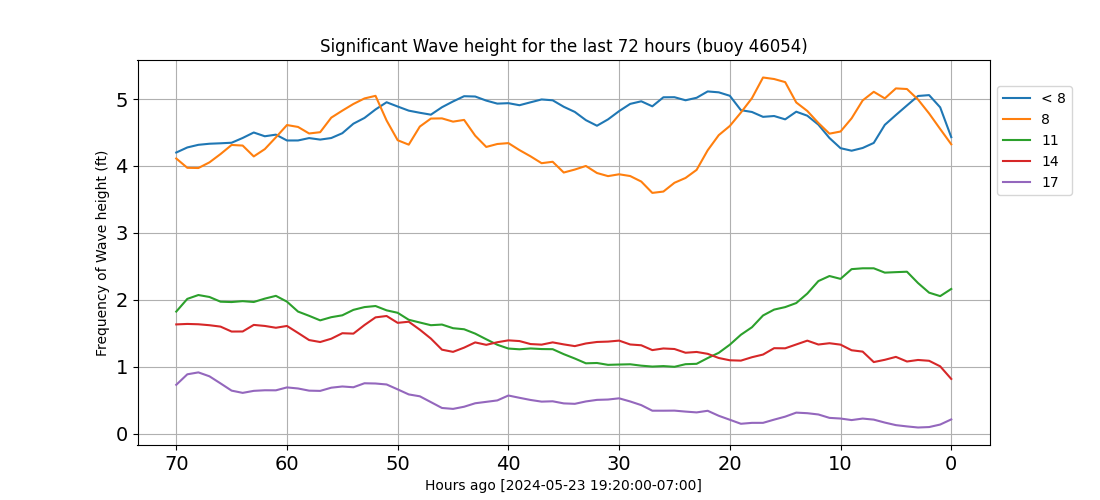 Significant Wave height for the last 72 hours (buoy 46054)
Frequency of Wave height (ft)
5
4
3
2
1
0
70 60 50 40 30 20 10 0
Hours ago [2024-05-23 19:20:00-07:00]
< 8
8
11
14
17